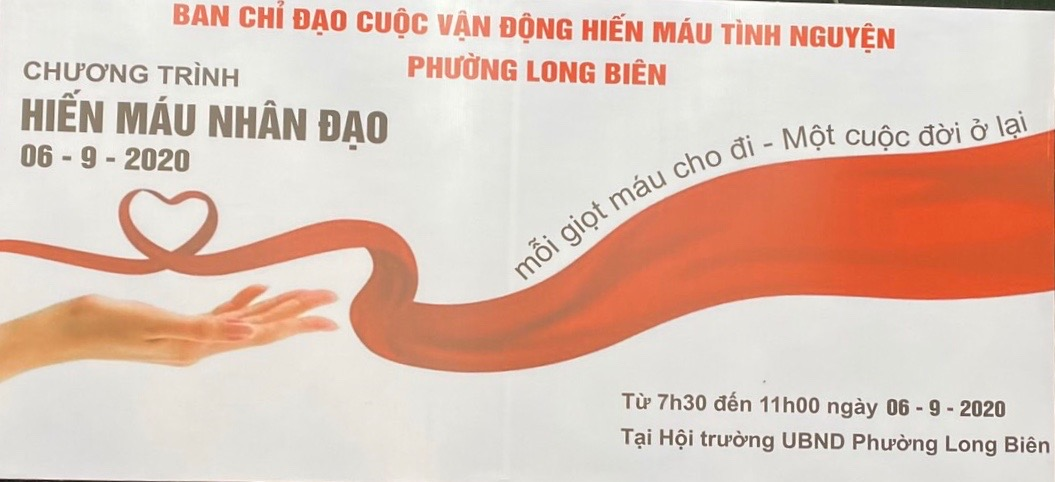 BAN CHỈ ĐẠO CUỘC VẬN ĐỘNG HIẾN MÁU TÌNH NGUYỆN
PHƯỜNG LONG BIÊN
CHƯƠNG TRÌNH
HIẾN MÁU NHÂN ĐẠO
06 - 9 - 2020
mỗi giọt máu cho đi - Một cuộc đời ở lại
Từ 7h30 đến 11h00 ngày 06 - 9 - 2020
Tại Hội trường UBND Phường Long Biên